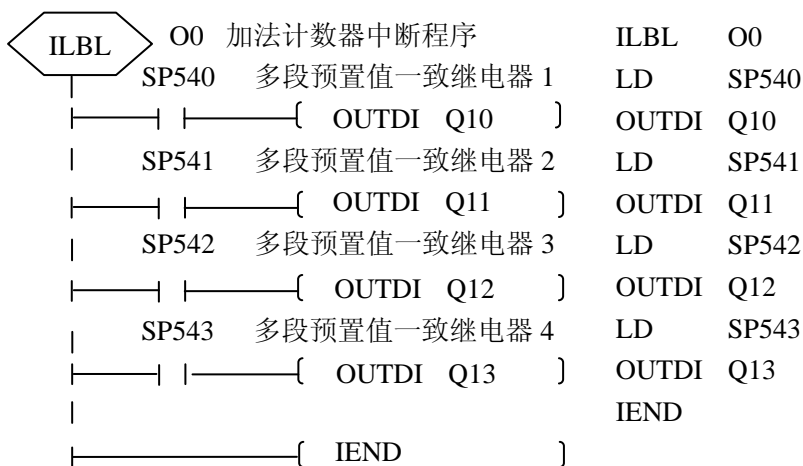 ILBL O0 加法计数器中断程序 ILBL O0
SP540 多段预置值一致继电器 1 LD SP540
OUTDI Q10 OUTDI Q10
SP541 多段预置值一致继电器 2 LD SP541
OUTDI Q11 OUTDI Q11
SP542 多段预置值一致继电器 3 LD SP542
OUTDI Q12 OUTDI Q12
SP543 多段预置值一致继电器 4 LD SP543
OUTDI Q13 OUTDI Q13
IEND
IEND